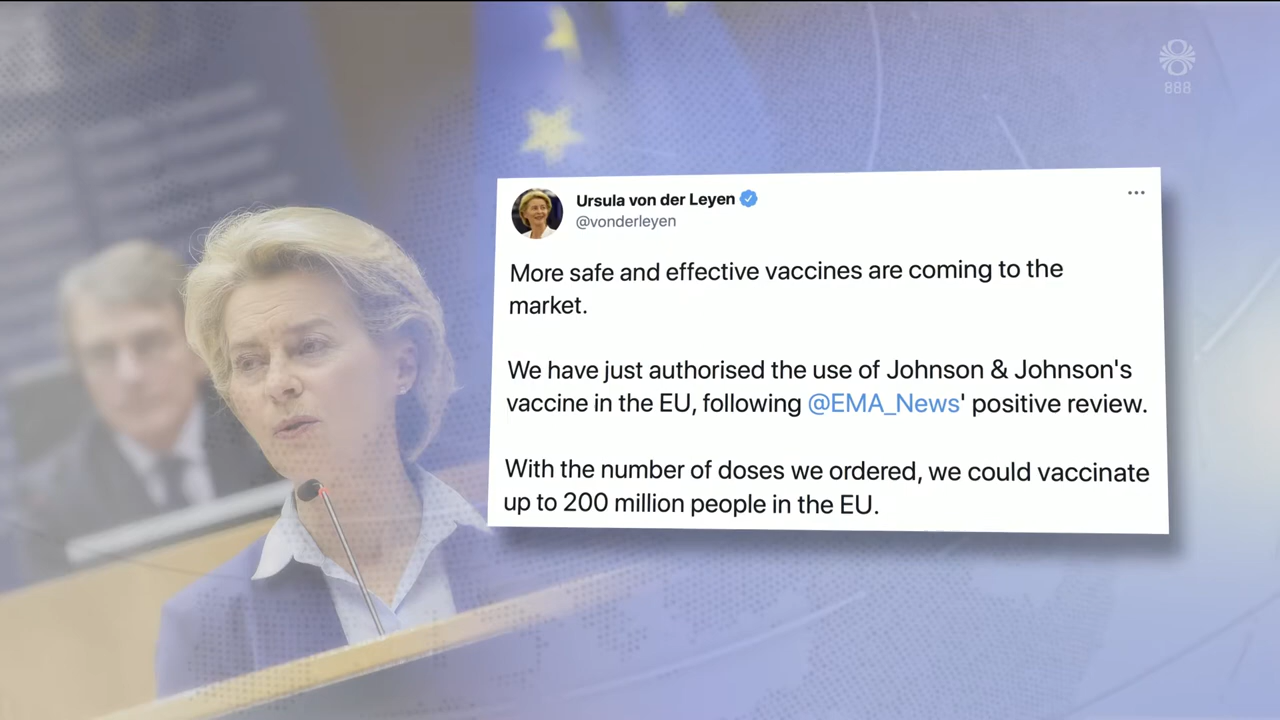 888
Ursula von der Leyen
@vonderleyen
More safe and effective vaccines are coming to the
market.
We have just authorised the use of Johnson & Johnson's
vaccine in the EU, following @EMA_News' positive review.
With the number of doses we ordered, we could vaccinate
up to 200 million people in the EU.